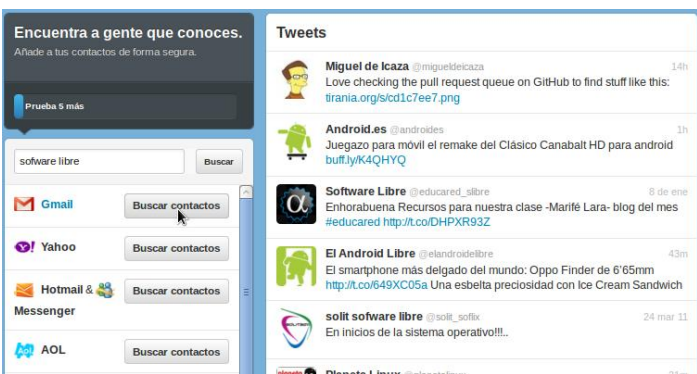 Encuentra a gente que conoces.
Añade a tus contactos de forma segura.
Prueba 5 más
sofware libre
Buscar
Gmail
Buscar contactos
Yahoo
Buscar contactos
Hotmail &
Messenger
Buscar contactos
AOL
Buscar contactos
Tweets
Miguel de Icaza @migueldeicaza 14h
Love checking the pull request queue on GitHub to find stuff like this:
tirania.org/s/cd1c7ee7.png
Android.es @androides 1h
Juegazo para móvil el remake del Clásico Canabalt HD para android
buff.ly/K4QHYQ
Software Libre @educared_slibre 8 de ene
Enhorabuena Recursos para nuestra clase -Marifé Lara- blog del mes
#educared http://t.co/DHPXR93Z
El Android Libre @elandroidelibre 43m
El smartphone más delgado del mundo: Oppo Finder de 6'65mm
http://t.co/649XC05a Una esbelta preciosidad con Ice Cream Sandwich
solit sofware libre @solit_soflix 24 mar 11
En inicios de la sistema operativo!!!..
Planeta Linux